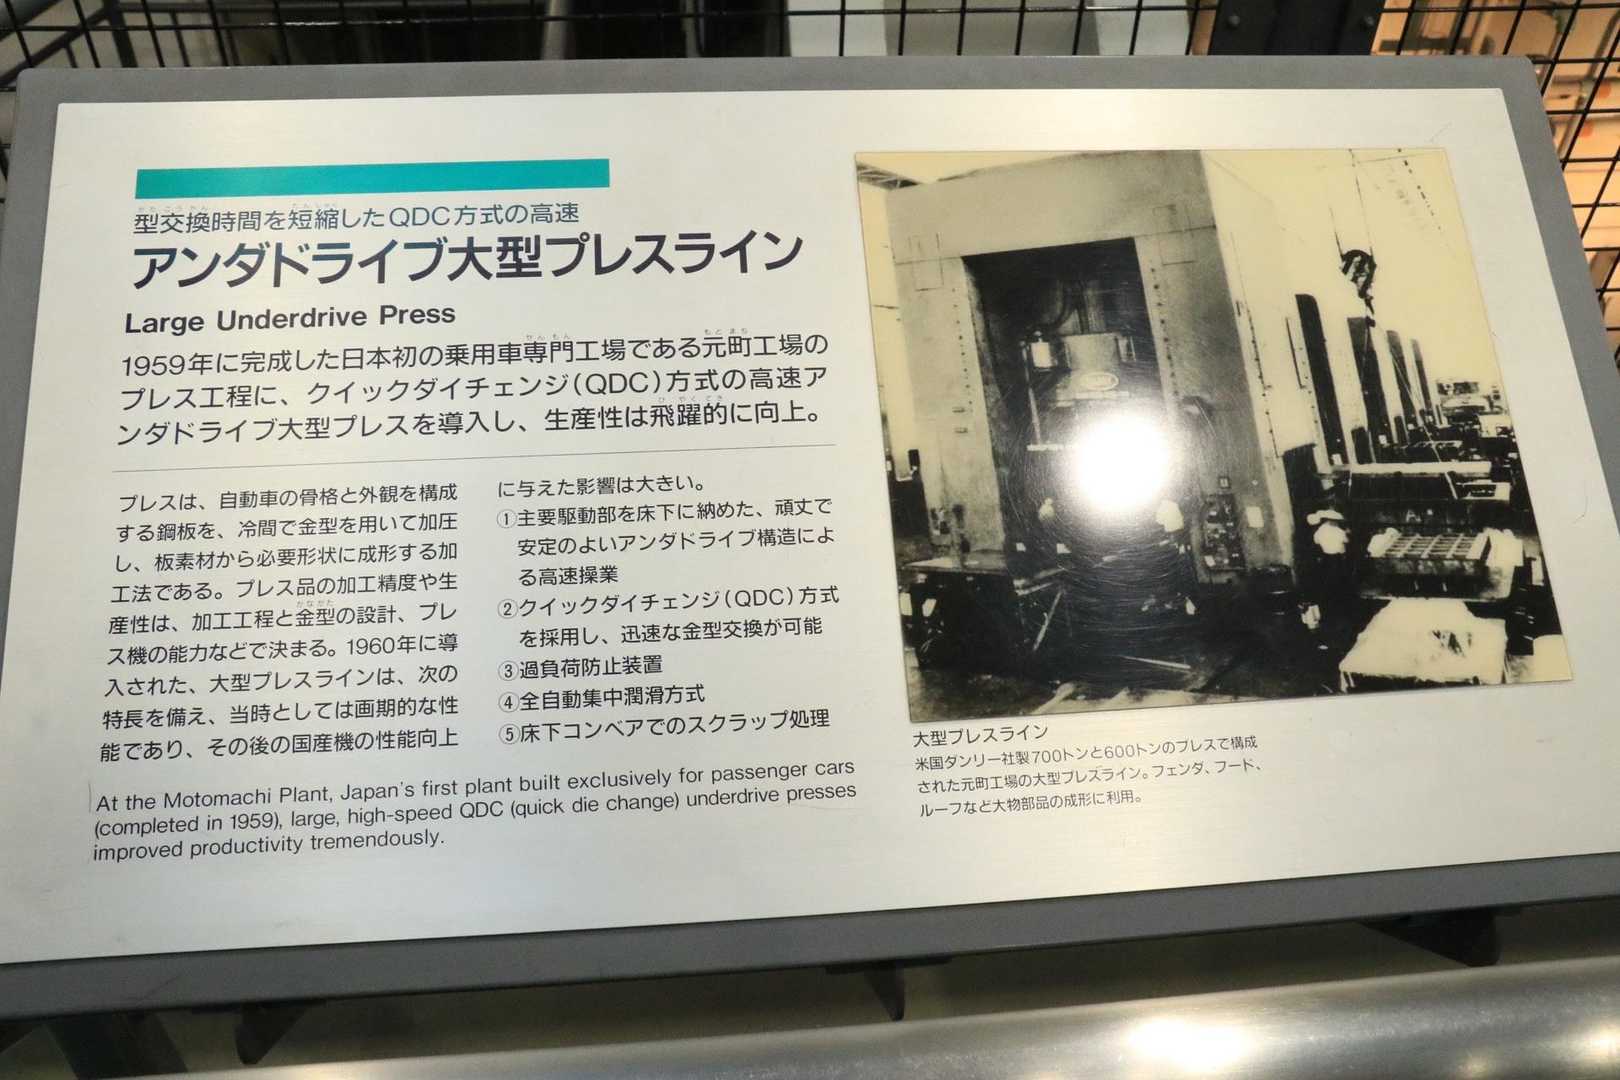 型交換時間を短縮したQDC方式の高速
アンダドライブ大型プレスライン
Large Underdrive Press
1959年に完成した日本初の乗用車専門工場である元町工場の
プレス工程に、クイックダイチェンジ(QDC)方式の高速ア
ンダドライブ大型プレスを導入し、生産性は飛躍的に向上。
プレスは、自動車の骨格と外観を構成
する鋼板を、冷間で金型を用いて加圧
し、板素材から必要形状に成形する加
工法である。プレス品の加工精度や生
産性は、加工工程と金型の設計、プレ
ス機の能力などで決まる。1960年に導
入された、大型プレスラインは、次の
特長を備え、当時としては画期的な性
能であり、その後の国産機の性能向上
に与えた影響は大きい。
①主要駆動部を床下に納めた、頑丈で
安定のよいアンダドライブ構造によ
る高速操業
②クイックダイチェンジ(QDC)方式
を採用し、迅速な金型交換が可能
③過負荷防止装置
④全自動集中潤滑方式
⑤床下コンベアでのスクラップ処理
At the Motomachi Plant, Japan's first plant built exclusively for passenger cars
(completed in 1959), large, high-speed QDC (quick die change) underdrive presses
improved productivity tremendously.
大型プレスライン
米国ダンリー社製700トンと600トンのプレスで構成
された元町工場の大型プレスライン。フェンダ、フード、
ルーフなど大物部品の成形に利用。